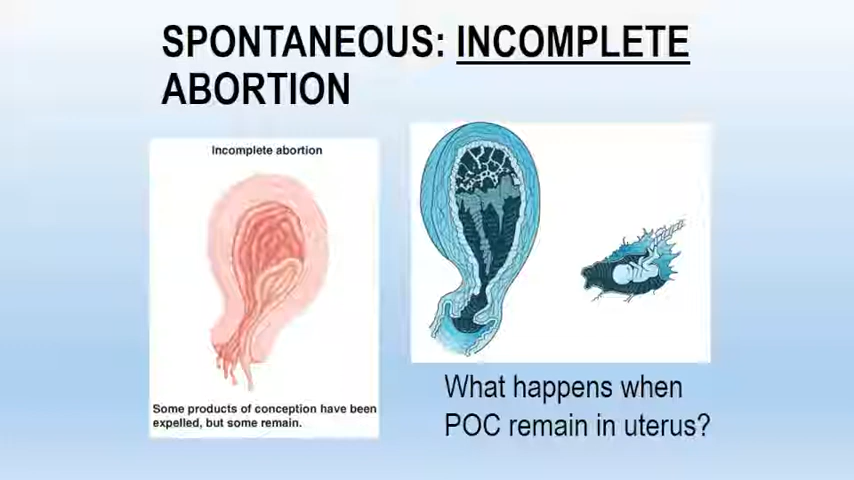 SPONTANEOUS: INCOMPLETE
ABORTION
Incomplete abortion
Some products of conception have been
expelled, but some remain.
What happens when
POC remain in uterus?